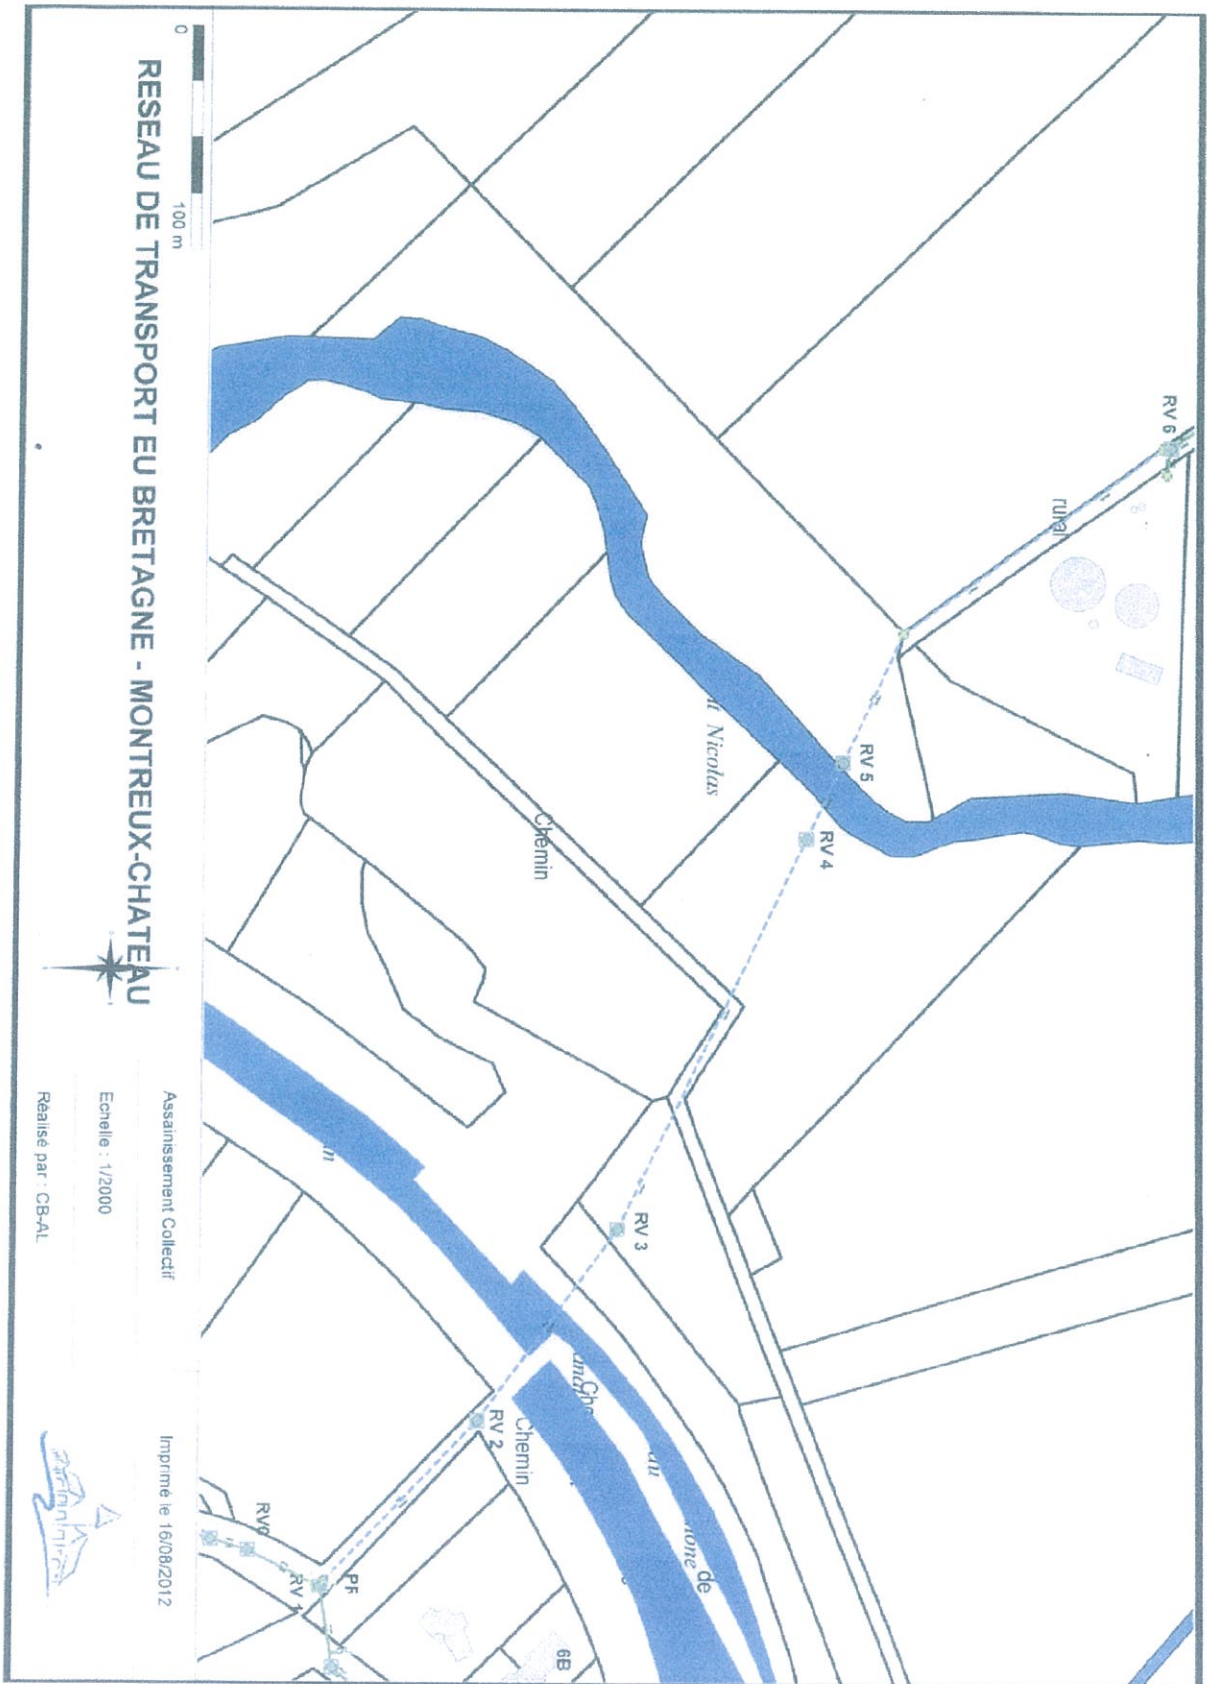 RV 6
rural
RV 5
RV 4
Nicolas
Chemin
RV 3
RV 2
Chemin
de
PR
RV 1
6B
0
100 m
RESEAU DE TRANSPORT EU BRETAGNE - MONTREUX-CHATEAU
Assainissement Collectif
Echelle : 1/2000
Réalisé par : CB-AL
Imprimé le 16/08/2012